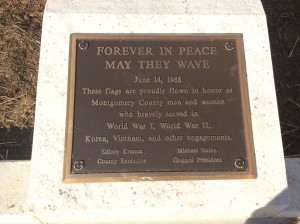 FOREVER IN PEACE
MAY THEY WAVE
June 14, 1988
These flags are proudly flown in honor of
Montgomery County men and women
who bravely served in
World War I, World War II,
Korea, Vietnam, and other engagements.
Sidney Kramer Michael
County Executive Council President